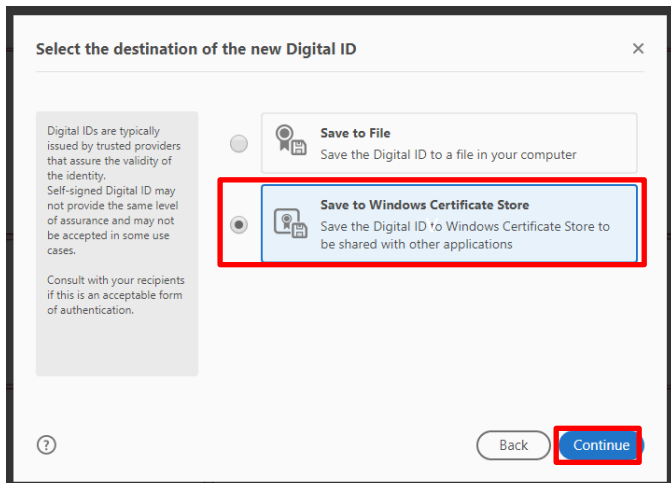 Select the destination of the new Digital ID
Digital IDs are typically
issued by trusted providers
that assure the validity of
the identity.
Self-signed Digital ID may
not provide the same level
of assurance and may not
be accepted in some use
cases.
Consult with your recipients
if this is an acceptable form
of authentication.
Save to File
Save the Digital ID to a file in your computer
Save to Windows Certificate Store
Save the Digital ID to Windows Certificate Store to
be shared with other applications
?
Back
Continue